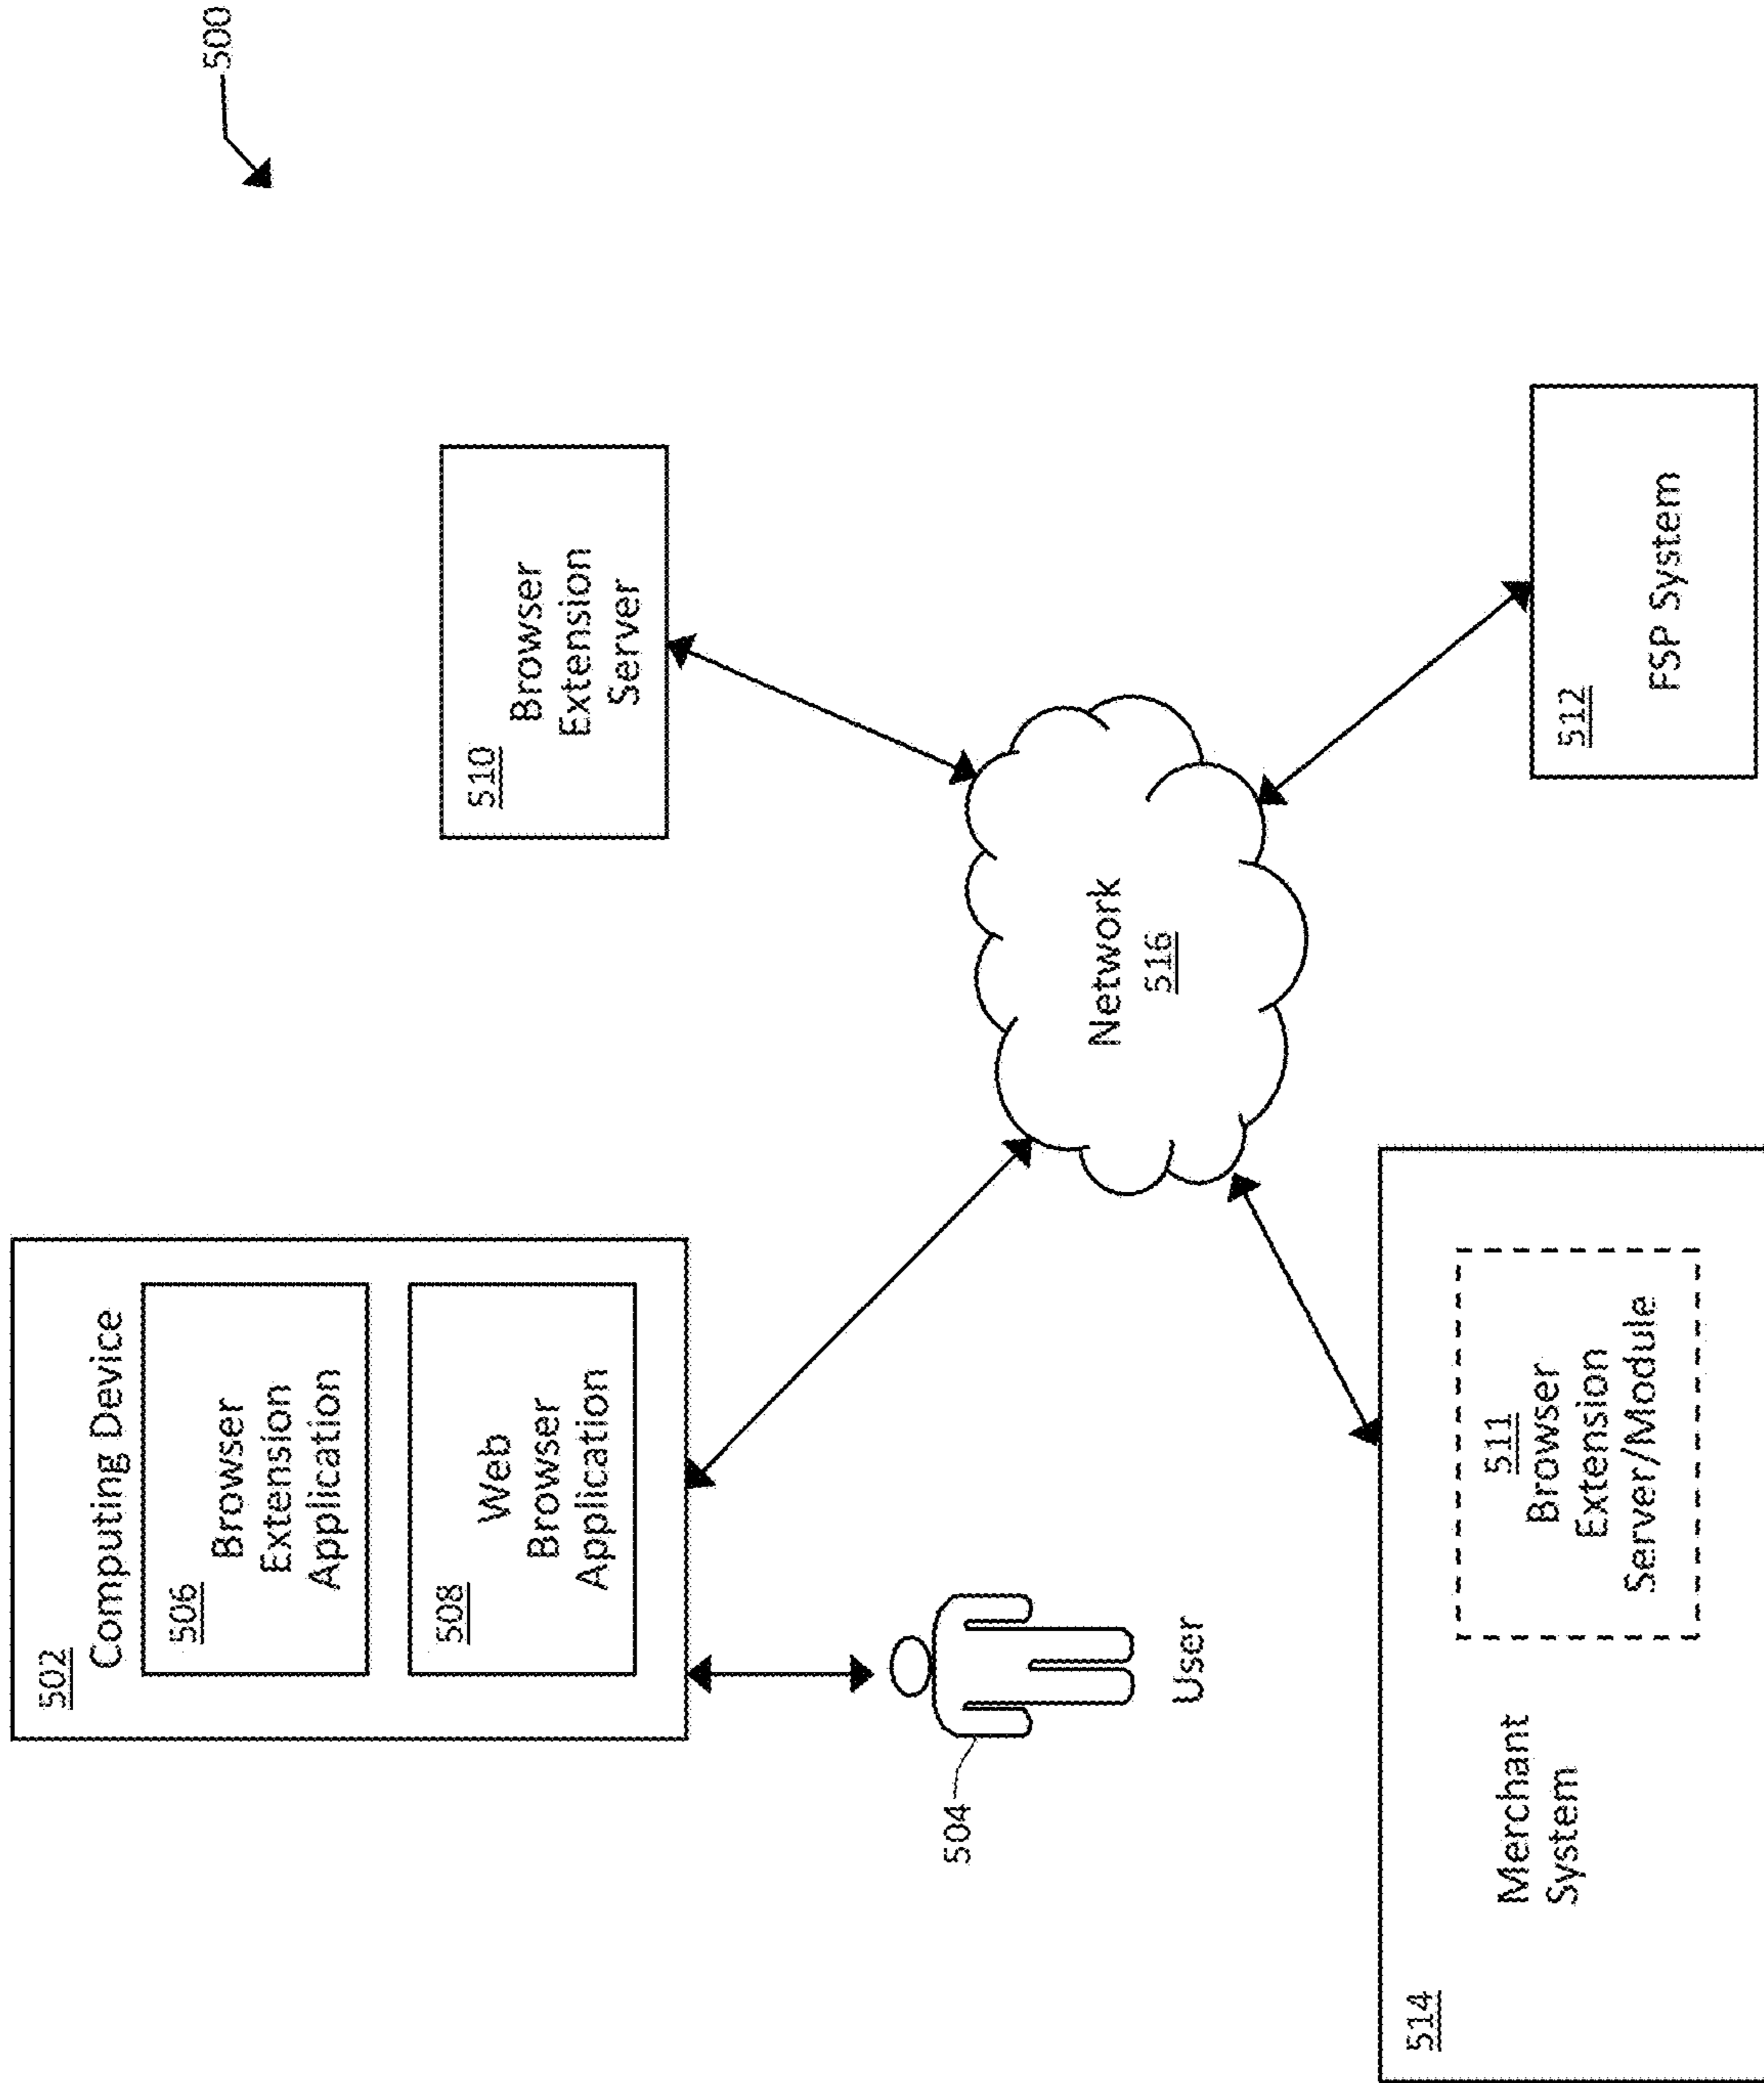 500
502
Computing Device
506
Browser
Extension
Application
508
Web
Browser
Application
504
User
510
Browser
Extension
Server
Network
516
514
Merchant
System
511
Browser
Extension
Server/Module
512
FSP System